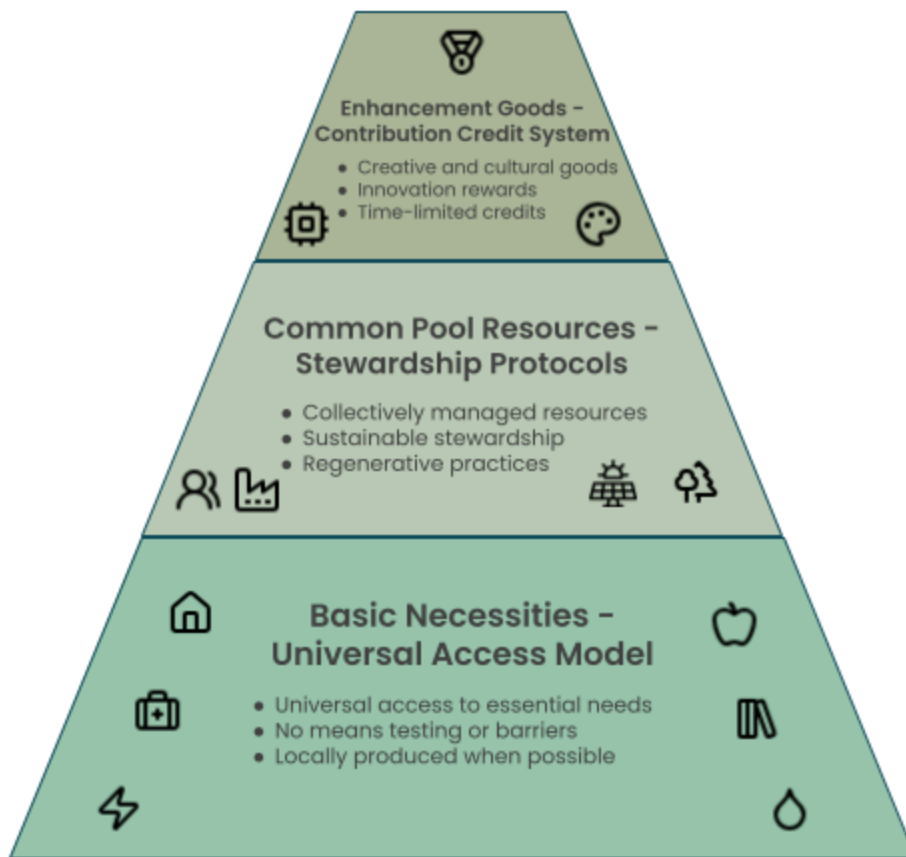 Enhancement Goods -
Contribution Credit System
• Creative and cultural goods
• Innovation rewards
• Time-limited credits
Common Pool Resources -
Stewardship Protocols
• Collectively managed resources
• Sustainable stewardship
• Regenerative practices
Basic Necessities -
Universal Access Model
• Universal access to essential needs
• No means testing or barriers
• Locally produced when possible